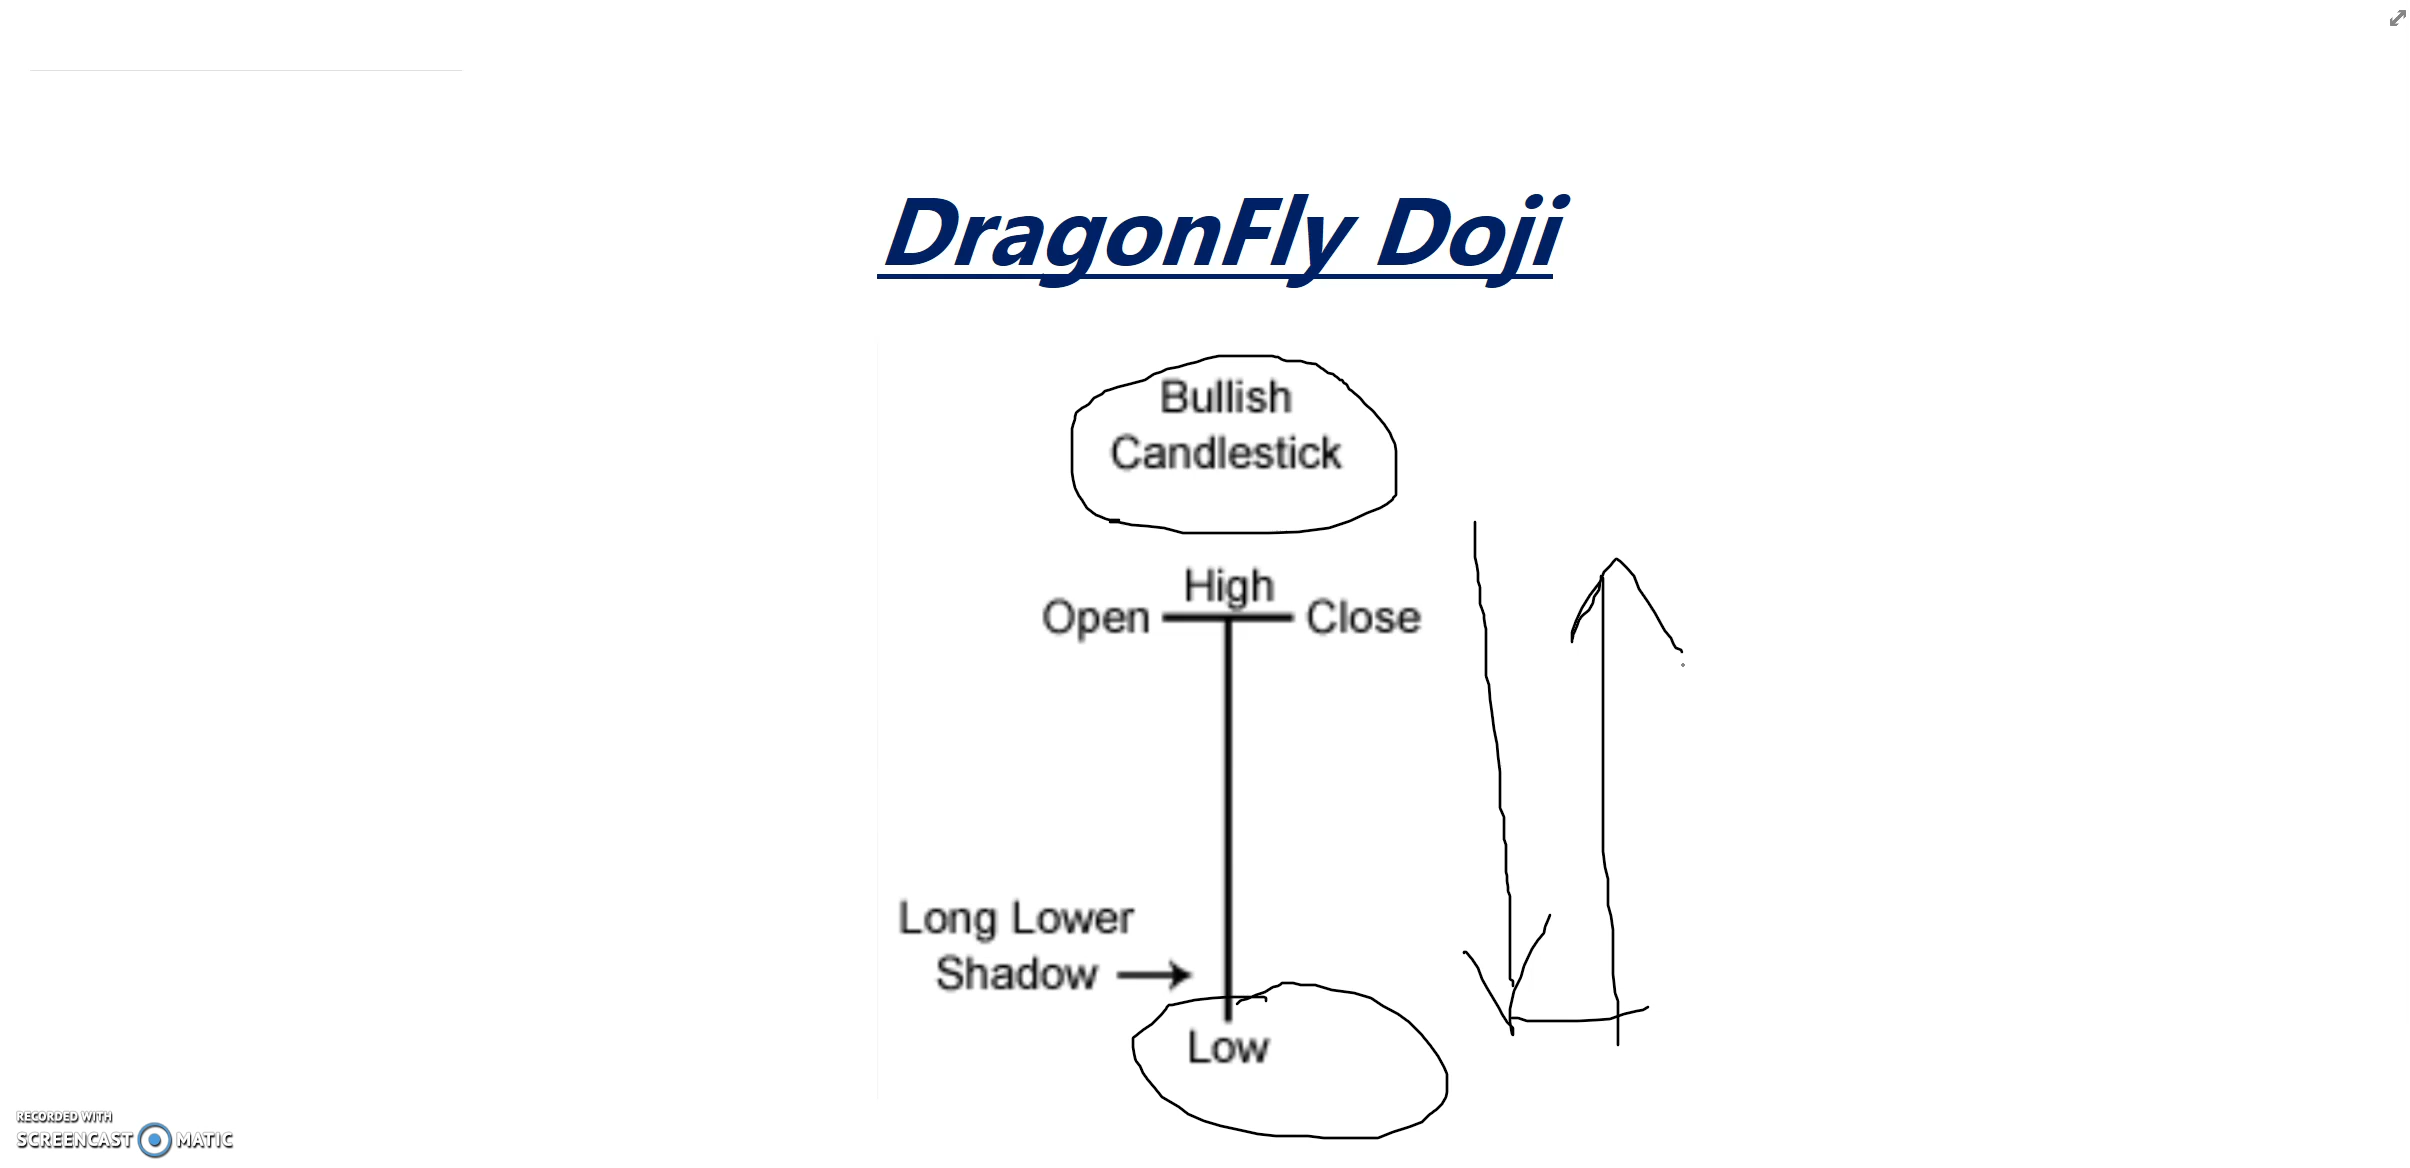 DragonFly Doji
Bullish
Candlestick
High
Open
Close
Long Lower
Shadow
Low
RECORDED WITH
SCREENCAST MATIC